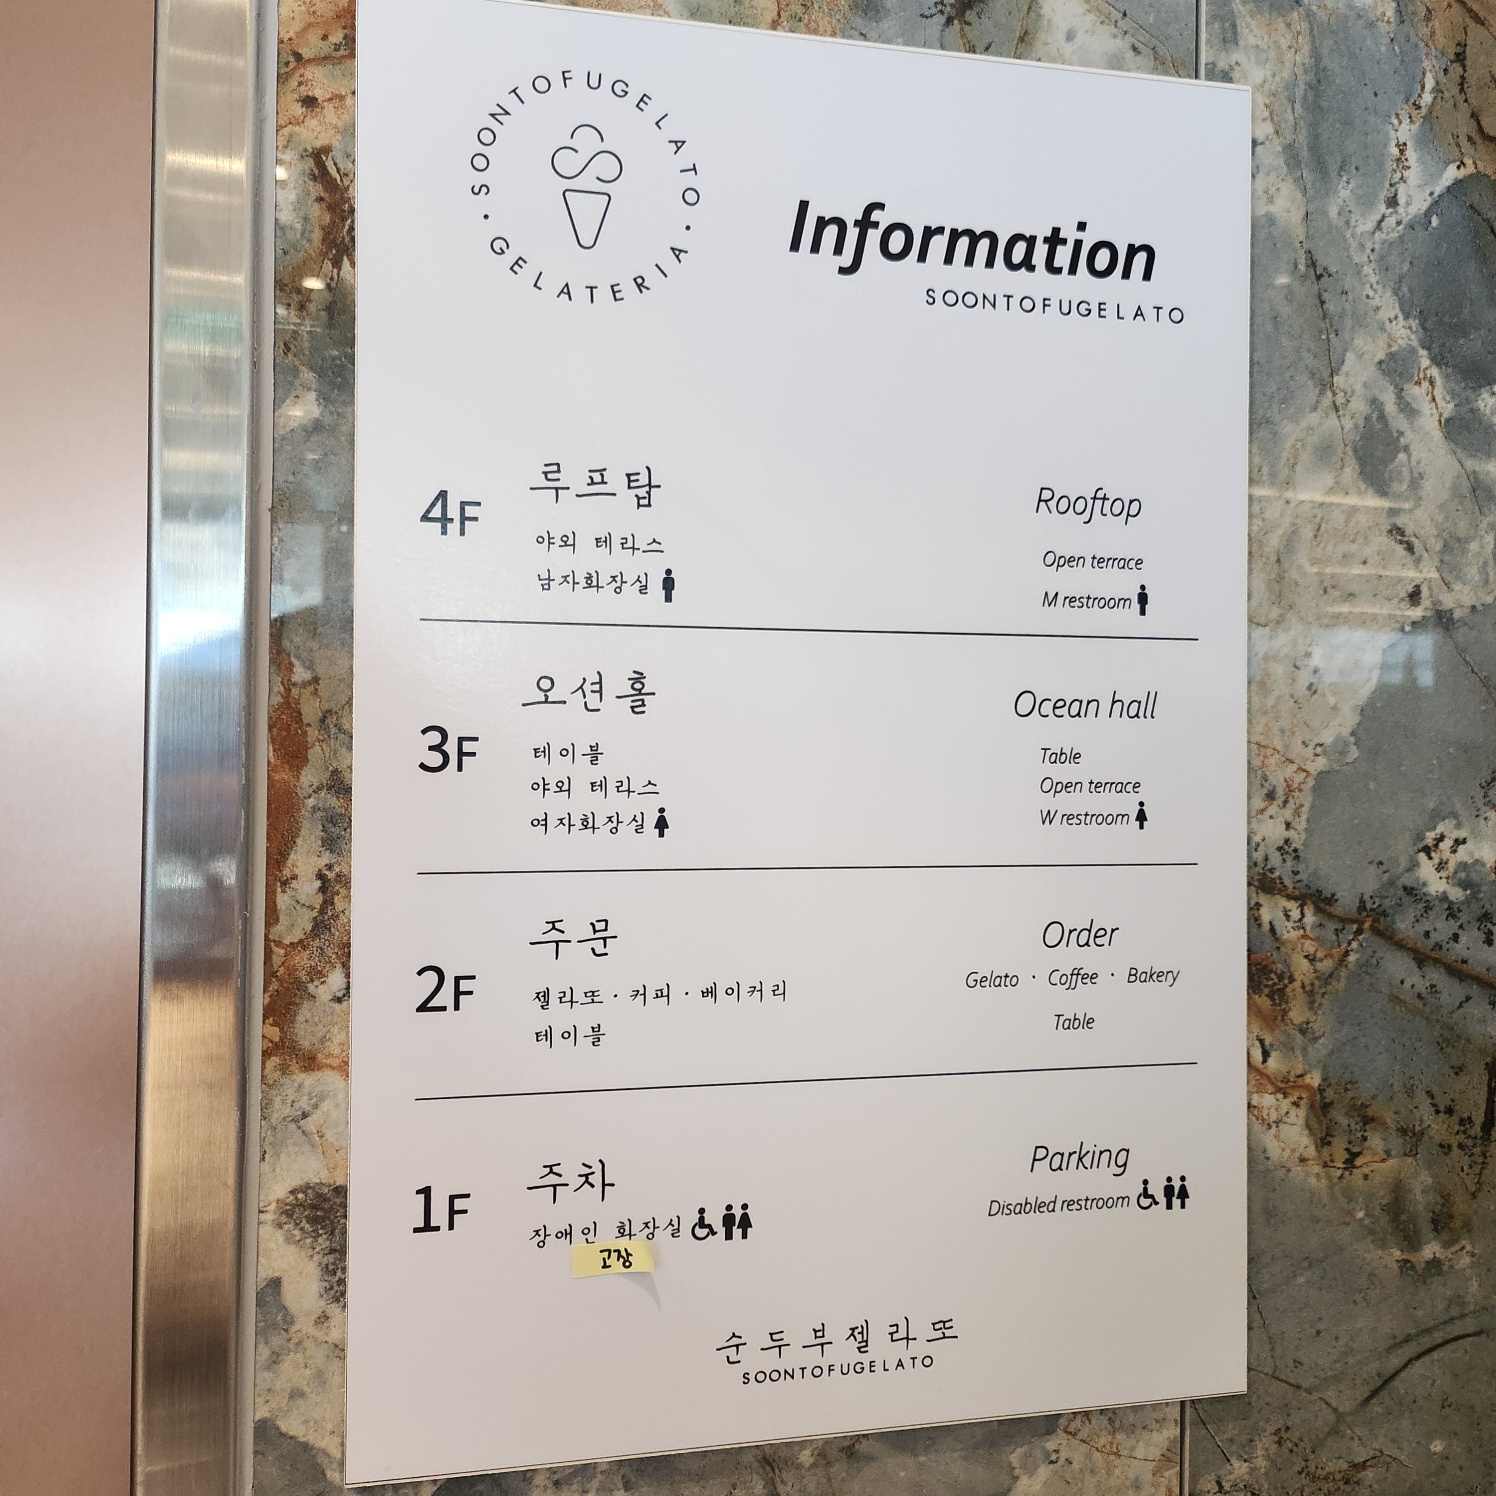 SOONTOFUGELATO · GELATERIA ·
Information
SOONTOFUGELATO
4F
루프탑
야외 테라스
남자화장실
Rooftop
Open terrace
M restroom
3F
오션홀
테이블
야외 테라스
여자화장실
Ocean hall
Table
Open terrace
W restroom
2F
주문
젤라또 · 커피 · 베이커리
테이블
Order
Gelato · Coffee · Bakery
Table
1F
주차
장애인 화장실
고장
Parking
Disabled restroom
순두부젤라또
SOONTOFUGELATO